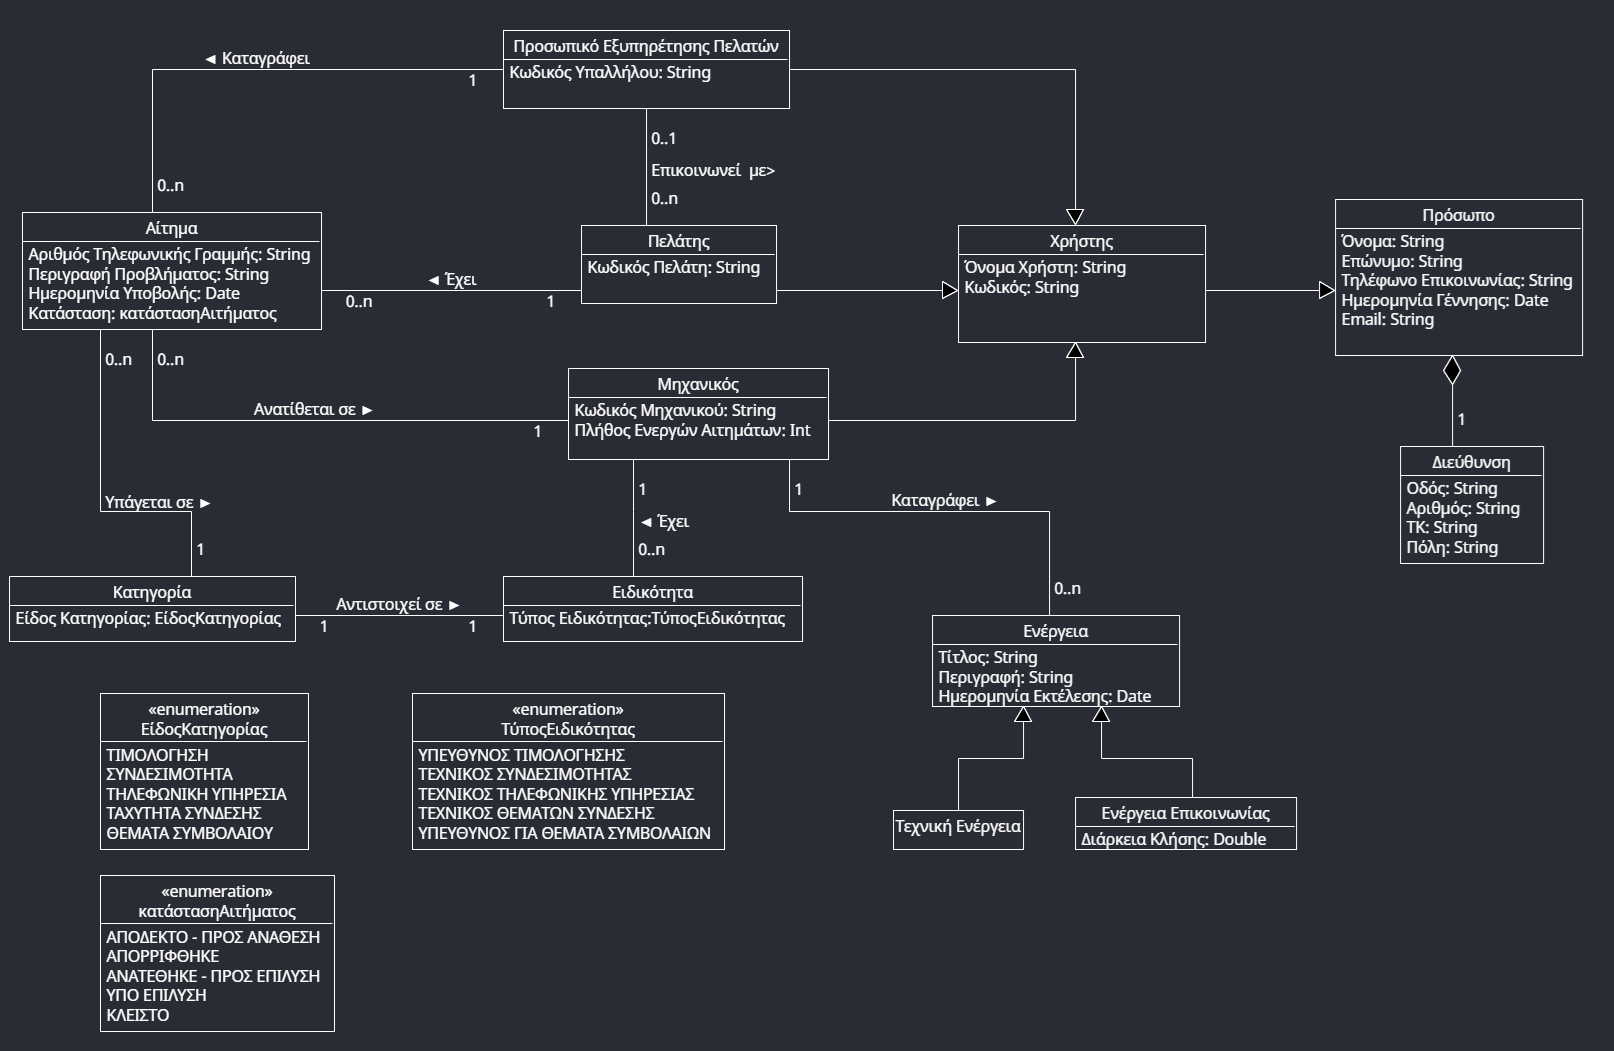 Προσωπικό Εξυπηρέτησης Πελατών
Κωδικός Υπαλλήλου: String
◄ Καταγράφει
1
0..n
0..1
Επικοινωνεί με>
0..n
Αίτημα
Αριθμός Τηλεφωνικής Γραμμής: String
Περιγραφή Προβλήματος: String
Ημερομηνία Υποβολής: Date
Κατάσταση: κατάστασηΑιτήματος
◄ Έχει
0..n
1
Πελάτης
Κωδικός Πελάτη: String
Χρήστης
Όνομα Χρήστη: String
Κωδικός: String
Πρόσωπο
Όνομα: String
Επώνυμο: String
Τηλέφωνο Επικοινωνίας: String
Ημερομηνία Γέννησης: Date
Email: String
0..n
0..n
Ανατίθεται σε ►
1
Μηχανικός
Κωδικός Μηχανικού: String
Πλήθος Ενεργών Αιτημάτων: Int
1
Διεύθυνση
Οδός: String
Αριθμός: String
ΤΚ: String
Πόλη: String
Υπάγεται σε ►
1
1
◄ Έχει
0..n
1
Καταγράφει ►
0..n
Κατηγορία
Είδος Κατηγορίας: ΕίδοςΚατηγορίας
Αντιστοιχεί σε ►
1
1
Ειδικότητα
Τύπος Ειδικότητας:ΤύποςΕιδικότητας
Ενέργεια
Τίτλος: String
Περιγραφή: String
Ημερομηνία Εκτέλεσης: Date
«enumeration»
ΕίδοςΚατηγορίας
ΤΙΜΟΛΟΓΗΣΗ
ΣΥΝΔΕΣΙΜΟΤΗΤΑ
ΤΗΛΕΦΩΝΙΚΗ ΥΠΗΡΕΣΙΑ
ΤΑΧΥΤΗΤΑ ΣΥΝΔΕΣΗΣ
ΘΕΜΑΤΑ ΣΥΜΒΟΛΑΙΟΥ
«enumeration»
ΤύποςΕιδικότητας
ΥΠΕΥΘΥΝΟΣ ΤΙΜΟΛΟΓΗΣΗΣ
ΤΕΧΝΙΚΟΣ ΣΥΝΔΕΣΙΜΟΤΗΤΑΣ
ΤΕΧΝΙΚΟΣ ΤΗΛΕΦΩΝΙΚΗΣ ΥΠΗΡΕΣΙΑΣ
ΤΕΧΝΙΚΟΣ ΘΕΜΑΤΩΝ ΣΥΝΔΕΣΗΣ
ΥΠΕΥΘΥΝΟΣ ΓΙΑ ΘΕΜΑΤΑ ΣΥΜΒΟΛΑΙΩΝ
Τεχνική Ενέργεια
Ενέργεια Επικοινωνίας
Διάρκεια Κλήσης: Double
«enumeration»
κατάστασηΑιτήματος
ΑΠΟΔΕΚΤΟ - ΠΡΟΣ ΑΝΑΘΕΣΗ
ΑΠΟΡΡΙΦΘΗΚΕ
ΑΝΑΤΕΘΗΚΕ - ΠΡΟΣ ΕΠΙΛΥΣΗ
ΥΠΟ ΕΠΙΛΥΣΗ
ΚΛΕΙΣΤΟ